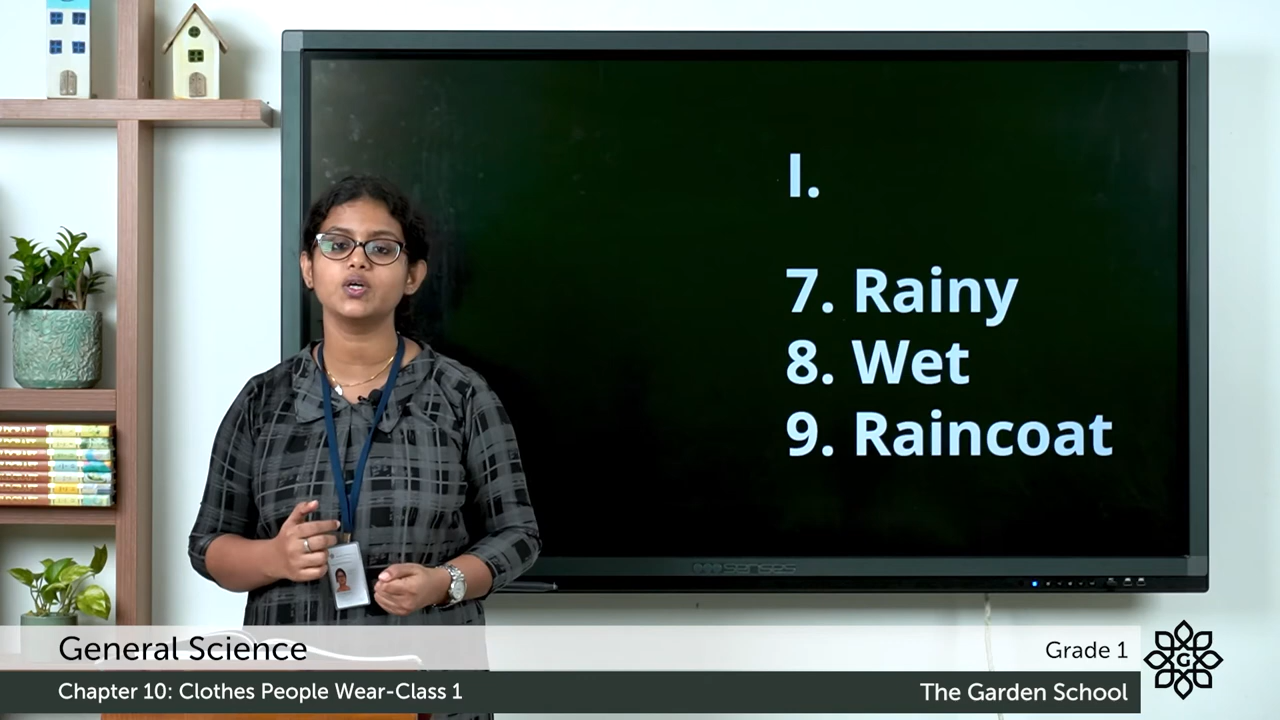 I.
7. Rainy
8. Wet
9. Raincoat
General Science
Grade 1
Chapter 10: Clothes People Wear-Class 1
The Garden School
G